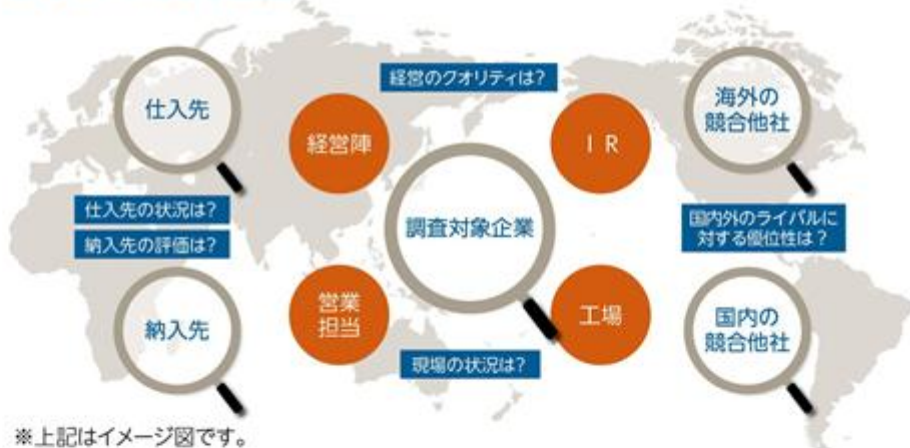 経営のクオリティは?
仕入先
経営陣
IR
海外の
競合他社
仕入先の状況は?
納入先の評価は?
調査対象企業
国内外のライバルに
対する優位性は?
納入先
営業
担当
工場
国内の
競合他社
現場の状況は?
※上記はイメージ図です。